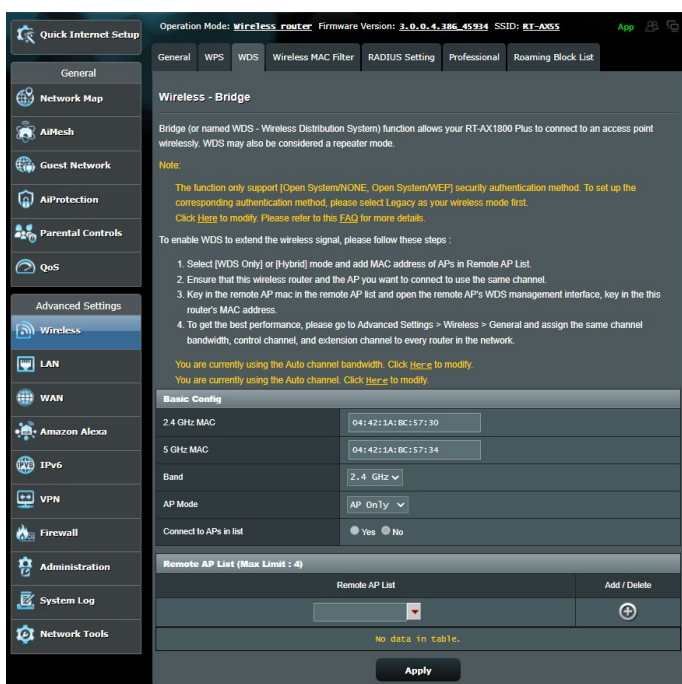 Quick Internet Setup
General
Network Map
AiMesh
Guest Network
AiProtection
Parental Controls
QoS
Advanced Settings
Wireless
LAN
WAN
Amazon Alexa
IPv6
VPN
Firewall
Administration
System Log
Network Tools
Operation Mode: Wireless router Firmware Version: 3.0.0.4.386_45934 SSID: RT-AX55 App
General WPS WDS Wireless MAC Filter RADIUS Setting Professional Roaming Block List
Wireless - Bridge
Bridge (or named WDS - Wireless Distribution System) function allows your RT-AX1800 Plus to connect to an access point
wirelessly. WDS may also be considered a repeater mode.
Note:
The function only support [Open System/NONE, Open System/WEP] security authentication method. To set up the
corresponding authentication method, please select Legacy as your wireless mode first.
Click Here to modify. Please refer to this FAQ for more details.
To enable WDS to extend the wireless signal, please follow these steps :
1. Select [WDS Only] or [Hybrid] mode and add MAC address of APs in Remote AP List.
2. Ensure that this wireless router and the AP you want to connect to use the same channel.
3. Key in the remote AP mac in the remote AP list and open the remote AP's WDS management interface, key in the this
router's MAC address.
4. To get the best performance, please go to Advanced Settings > Wireless > General and assign the same channel
bandwidth, control channel, and extension channel to every router in the network.
You are currently using the Auto channel bandwidth. Click Here to modify.
You are currently using the Auto channel. Click Here to modify.
Basic Config
2.4 GHz MAC 04:42:1A:BC:57:30
5 GHz MAC 04:42:1A:BC:57:34
Band 2.4 GHz
AP Mode AP Only
Connect to APs in list Yes No
Remote AP List (Max Limit : 4)
Remote AP List Add / Delete
No data in table.
Apply